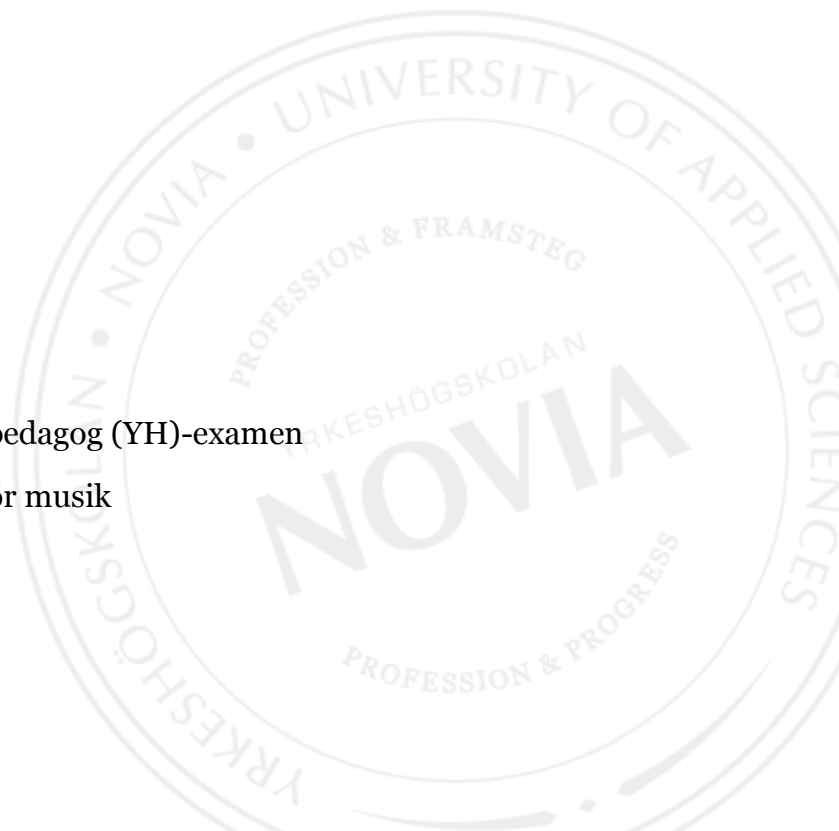 pedagog (YH)-examen
ör musik
YRKESHÖGSKOLAN • NOVIA • UNIVERSITY OF APPLIED SCIENCES
PROFESSION & FRAMSTEG
YRKESHÖGSKOLAN
NOVIA
PROFESSION & PROGRESS